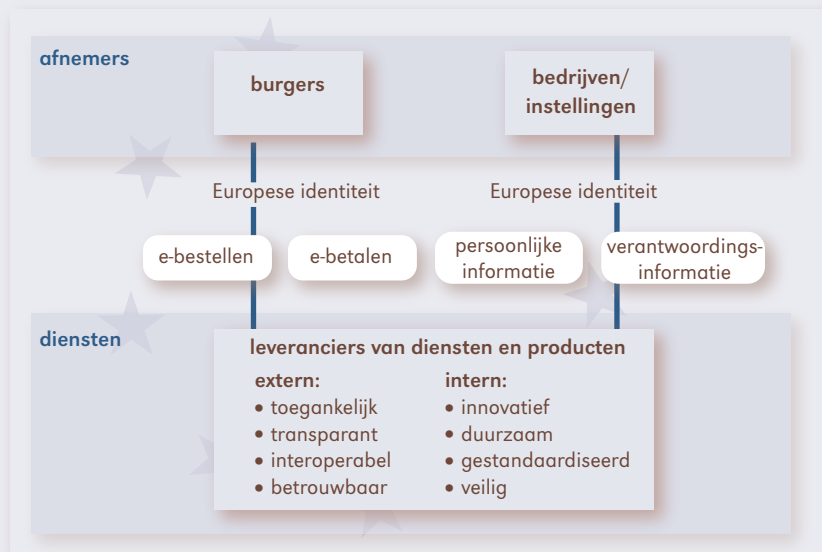 afnemers
burgers
bedrijven/
instellingen
Europese identiteit
Europese identiteit
e-bestellen
e-betalen
persoonlijke
informatie
verantwoordings-
informatie
diensten
leveranciers van diensten en producten
extern:
• toegankelijk
• transparant
• interoperabel
• betrouwbaar
intern:
• innovatief
• duurzaam
• gestandaardiseerd
• veilig